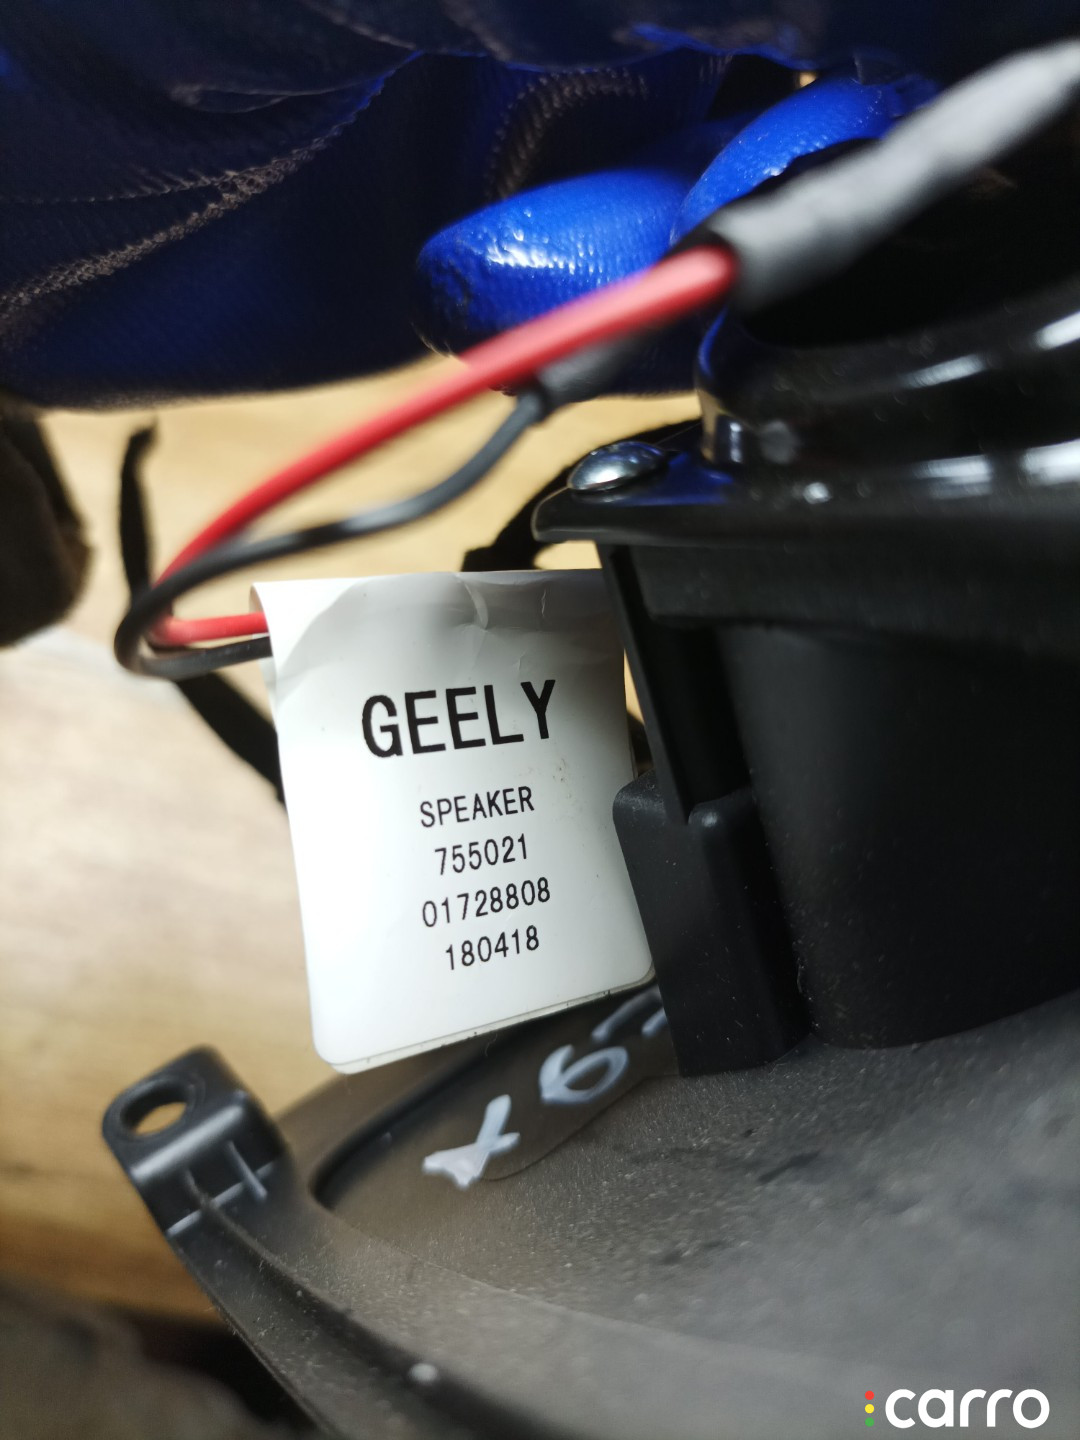 GEELY
SPEAKER
755021
01728808
180418
carro